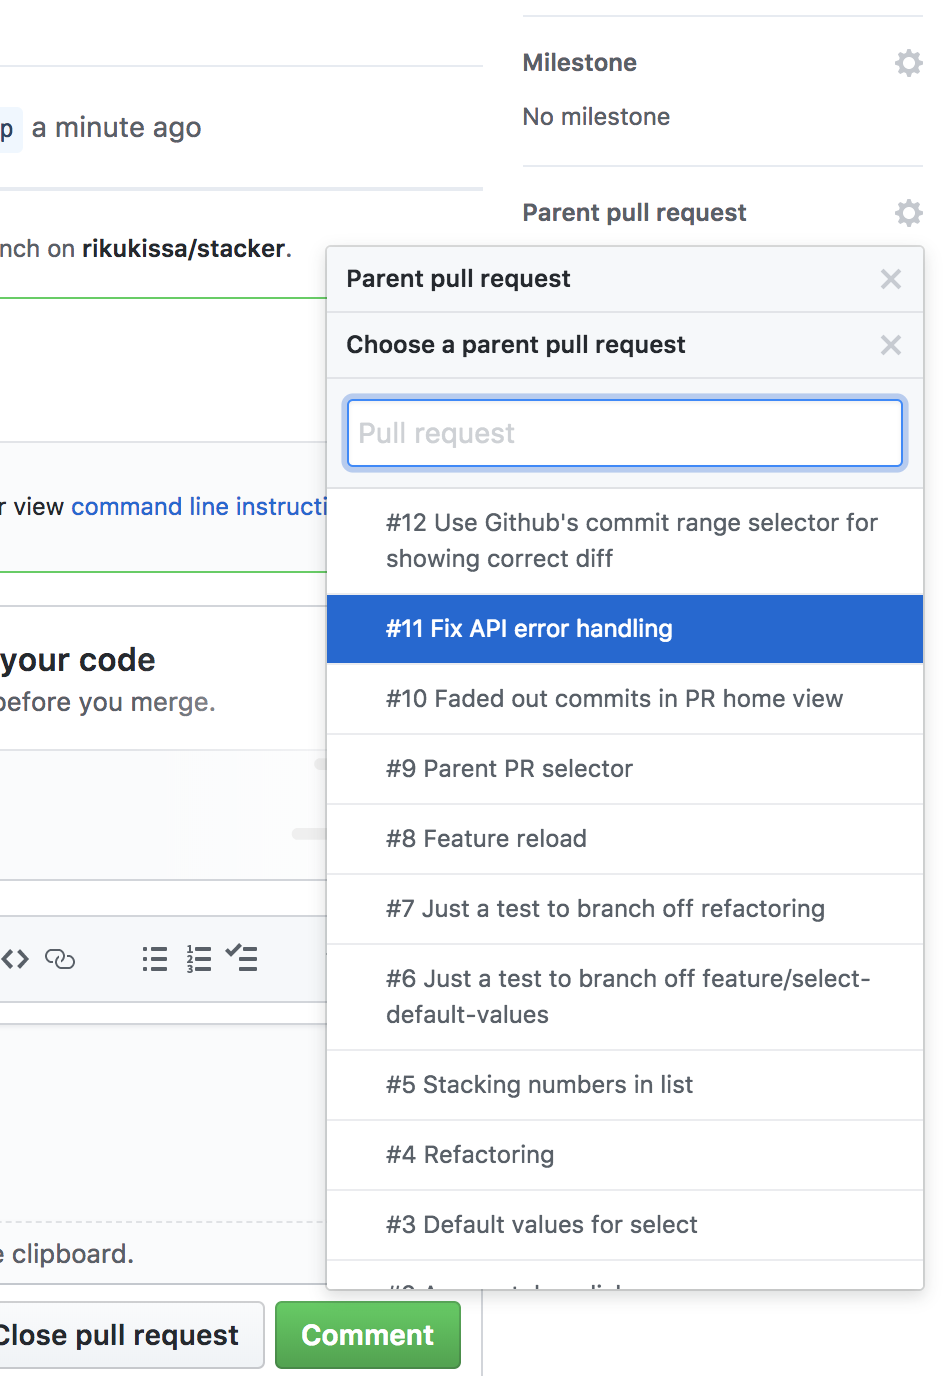 Milestone
No milestone
p a minute ago
Parent pull request
nch on rikukissa/stacker.
Parent pull request
Choose a parent pull request
Pull request
r view command line instructi
#12 Use Github's commit range selector for
showing correct diff
#11 Fix API error handling
your code
before you merge.
#10 Faded out commits in PR home view
#9 Parent PR selector
#8 Feature reload
#7 Just a test to branch off refactoring
#6 Just a test to branch off feature/select-
default-values
#5 Stacking numbers in list
#4 Refactoring
#3 Default values for select
e clipboard.
Close pull request
Comment